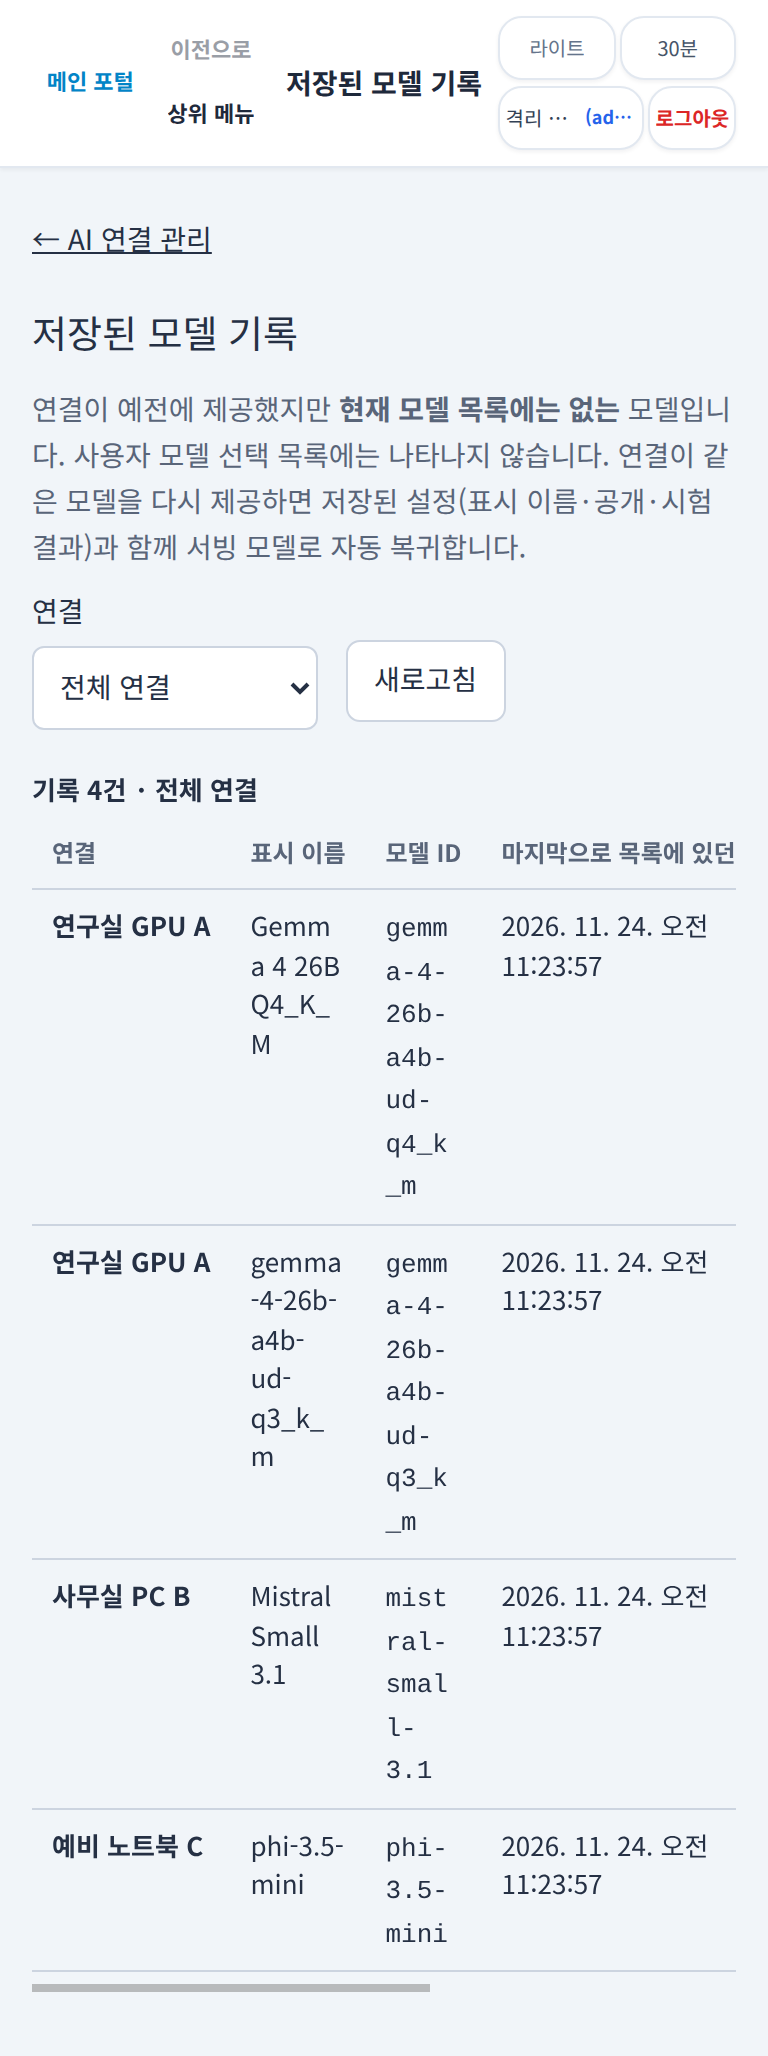 메인 포털
이전으로
상위 메뉴
저장된 모델 기록
라이트
30분
격리 ··· (ad···
로그아웃
← AI 연결 관리
저장된 모델 기록
연결이 예전에 제공했지만 현재 모델 목록에는 없는 모델입니
다. 사용자 모델 선택 목록에는 나타나지 않습니다. 연결이 같
은 모델을 다시 제공하면 저장된 설정(표시 이름·공개·시험
결과)과 함께 서빙 모델로 자동 복귀합니다.
연결
전체 연결
새로고침
기록 4건 · 전체 연결
연결 표시 이름 모델 ID 마지막으로 목록에 있던
연구실 GPU A
Gemm
a 4 26B
Q4_K_
M
gemm
a-4-
26b-
a4b-
ud-
q4_k
_m
2026. 11. 24. 오전
11:23:57
연구실 GPU A
gemma
-4-26b-
a4b-
ud-
q3_k_
m
gemm
a-4-
26b-
a4b-
ud-
q3_k
_m
2026. 11. 24. 오전
11:23:57
사무실 PC B
Mistral
Small
3.1
mist
ral-
smal
l-
3.1
2026. 11. 24. 오전
11:23:57
예비 노트북 C
phi-3.5-
mini
phi-
3.5-
mini
2026. 11. 24. 오전
11:23:57